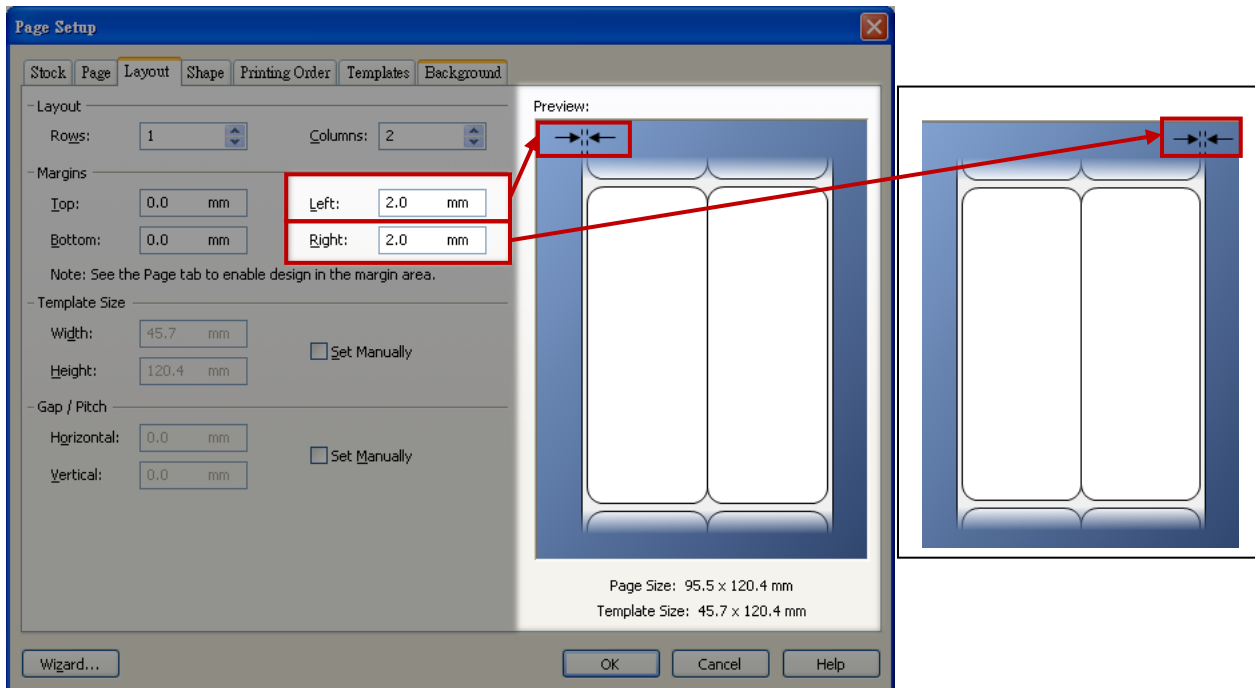 Page Setup
Stock Page Layout Shape Printing Order Templates Background
Layout
Rows: 1 Columns: 2
Margins
Top: 0.0 mm Left: 2.0 mm
Bottom: 0.0 mm Right: 2.0 mm
Note: See the Page tab to enable design in the margin area.
Template Size
Width: 45.7 mm
Set Manually
Height: 120.4 mm
Gap / Pitch
Horizontal: 0.0 mm
Set Manually
Vertical: 0.0 mm
Preview:
Page Size: 95.5 x 120.4 mm
Template Size: 45.7 x 120.4 mm
Wizard... OK Cancel Help